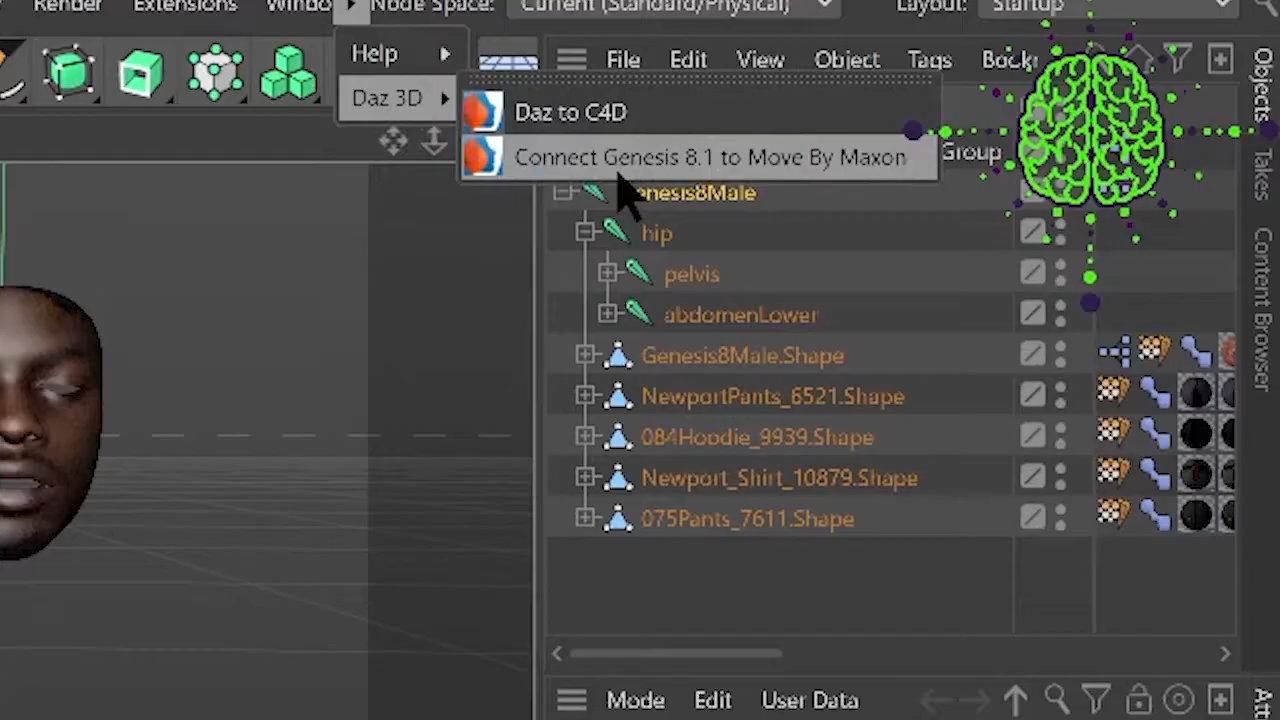 Render Extensions Node Space: Current (Standard/Physical) Layout: Startup
Help
File Edit View Object Tags
Daz 3D
Daz to C4D
Connect Genesis 8.1 to Move By Maxon
Group
hip
pelvis
abdomenLower
Genesis8Male.Shape
NewportPants_6521.Shape
084Hoodie_9939.Shape
Newport_Shirt_10879.Shape
075Pants_7611.Shape
Mode Edit User Data
Objects
Takes
Content Browser